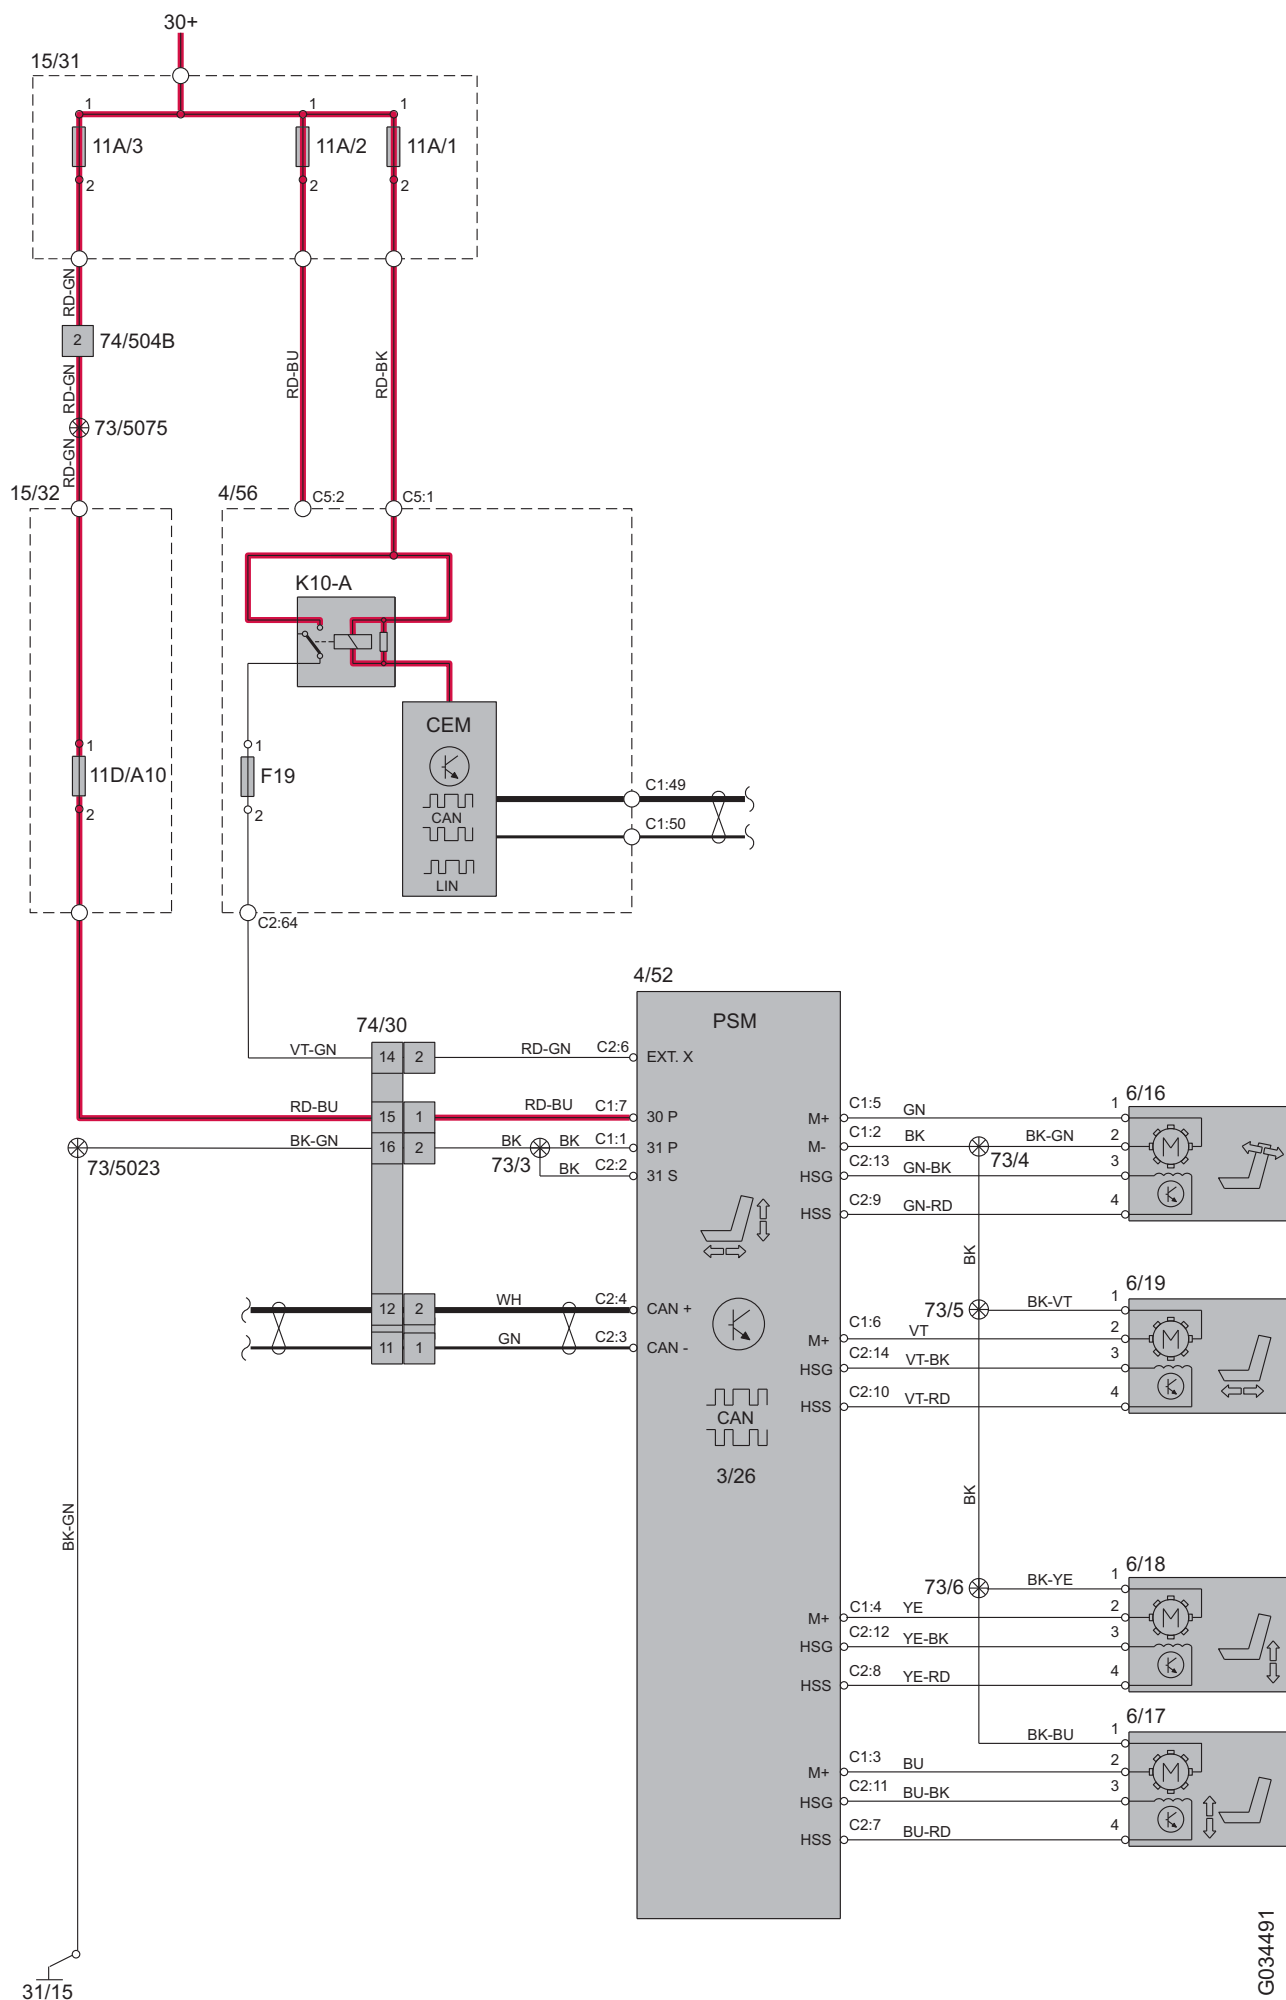 30+
15/31
1
1
1
11A/3
11A/2
11A/1
2
2
2
RD-GN
2
74/504B
RD-GN
RD-BU
RD-BK
73/5075
RD-GN
15/32
4/56
C5:2
C5:1
K10-A
CEM
1
11D/A10
2
1
F19
2
CAN
LIN
C1:49
C1:50
C2:64
4/52
PSM
74/30
VT-GN
14
2
RD-GN
C2:6
EXT. X
RD-BU
15
1
RD-BU
C1:7
30 P
73/5023
BK-GN
16
2
BK
73/3
BK
C1:1
31 P
BK
C2:2
31 S
6/16
M+
C1:5
GN
1
M-
C1:2
BK
73/4
BK-GN
2
M
HSG
C2:13
GN-BK
3
HSS
C2:9
GN-RD
4
BK
WH
12
2
C2:4
CAN +
11
1
GN
C2:3
CAN -
6/19
73/5
BK-VT
1
M+
C1:6
VT
2
M
HSG
C2:14
VT-BK
3
HSS
C2:10
VT-RD
4
CAN
3/26
BK
BK-GN
6/18
73/6
BK-YE
1
M+
C1:4
YE
2
M
HSG
C2:12
YE-BK
3
HSS
C2:8
YE-RD
4
6/17
BK-BU
1
M+
C1:3
BU
2
M
HSG
C2:11
BU-BK
3
HSS
C2:7
BU-RD
4
31/15
G034491